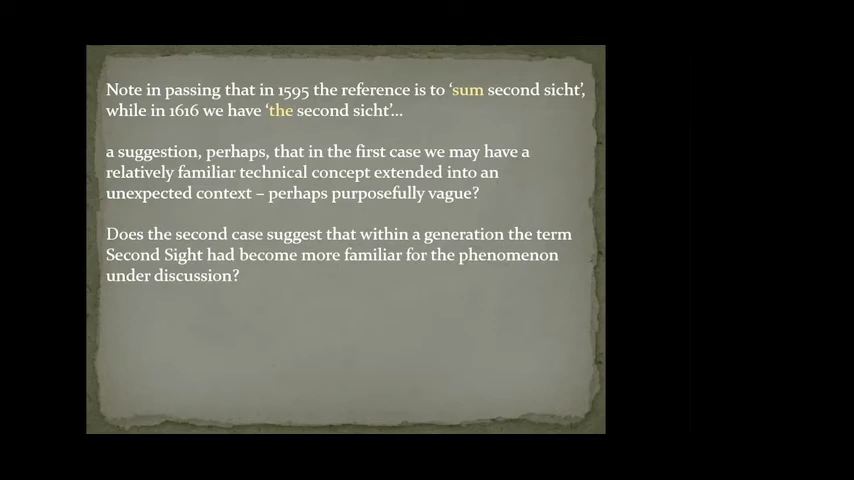 Note in passing that in 1595 the reference is to ‘sum second sicht’,
while in 1616 we have ‘the second sicht’...
a suggestion, perhaps, that in the first case we may have a
relatively familiar technical concept extended into an
unexpected context – perhaps purposefully vague?
Does the second case suggest that within a generation the term
Second Sight had become more familiar for the phenomenon
under discussion?